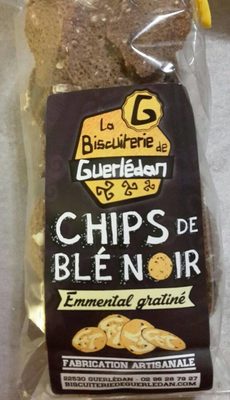 G
La
Biscuiterie de
Guerlédan
CHIPS DE
BLÉ NOIR
Emmental gratiné
FABRICATION ARTISANALE
22530 GUERLÉDAN - 02 96 28 79 27
BISCUITERIEDEGUERLEDAN.COM